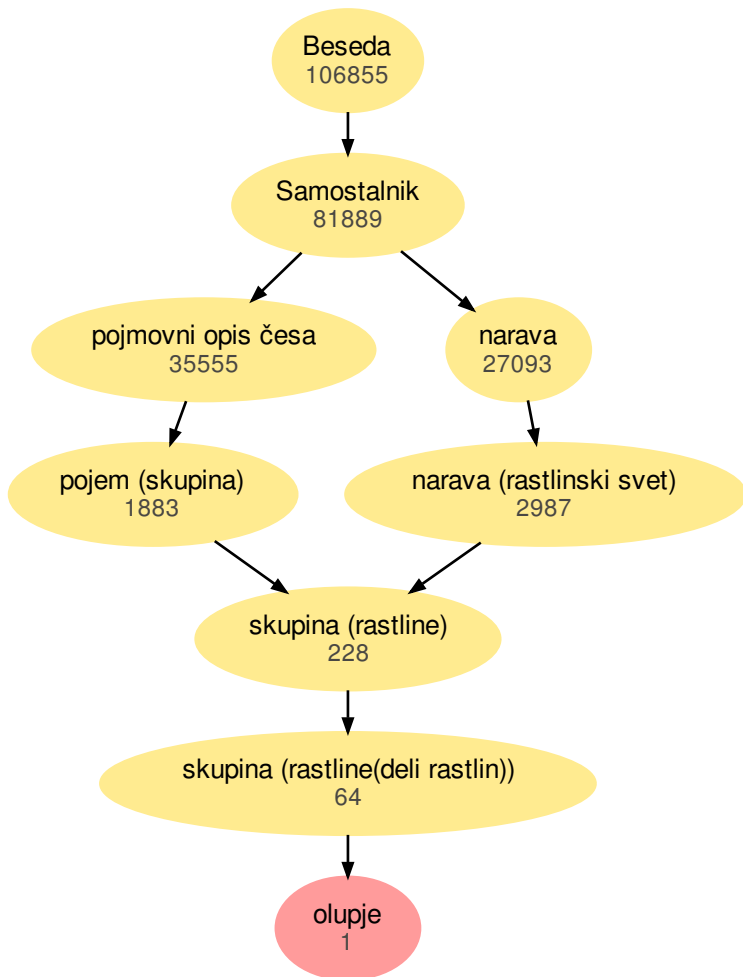 Beseda
106855
Samostalnik
81889
pojmovni opis česa
35555
narava
27093
pojem (skupina)
1883
narava (rastlinski svet)
2987
skupina (rastline)
228
skupina (rastline(deli rastlin))
64
olupje
1